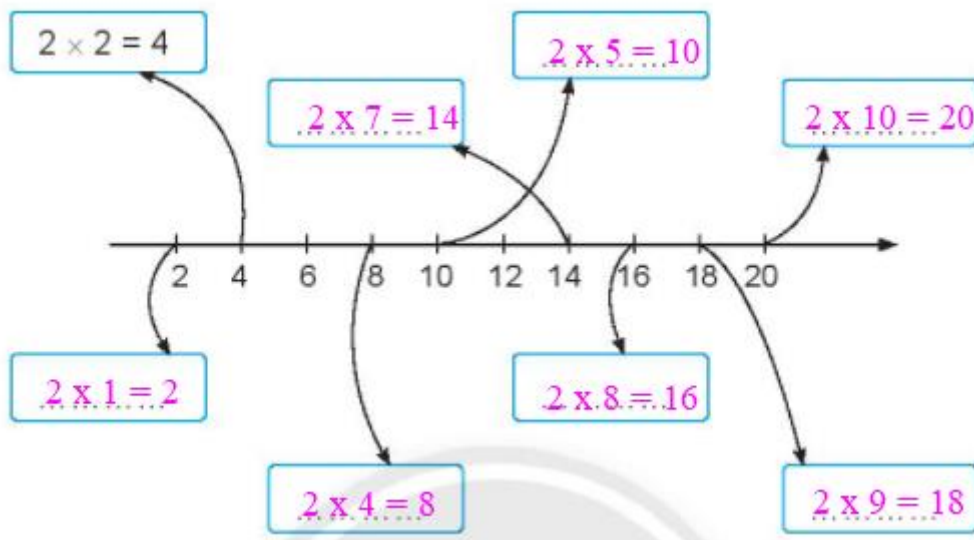 2 × 2 = 4
2 x 5 = 10
2 x 7 = 14
2 x 10 = 20
2 4 6 8 10 12 14 16 18 20
2 x 1 = 2
2 x 8 = 16
2 x 4 = 8
2 x 9 = 18